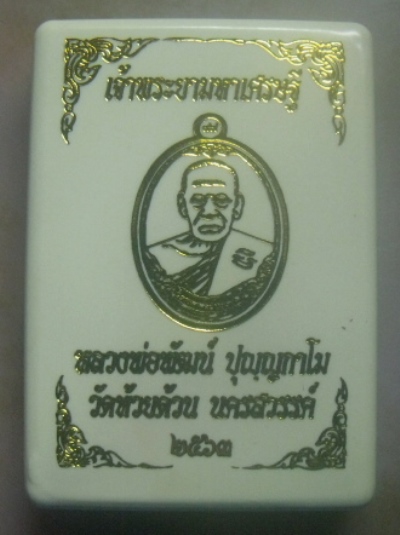 เจ้าพระยามหาเศรษฐี
หลวงพ่อพัฒน์ ปุญฺญกาโม
วัดห้วยด้วน นครสวรรค์
๒๕๖๓